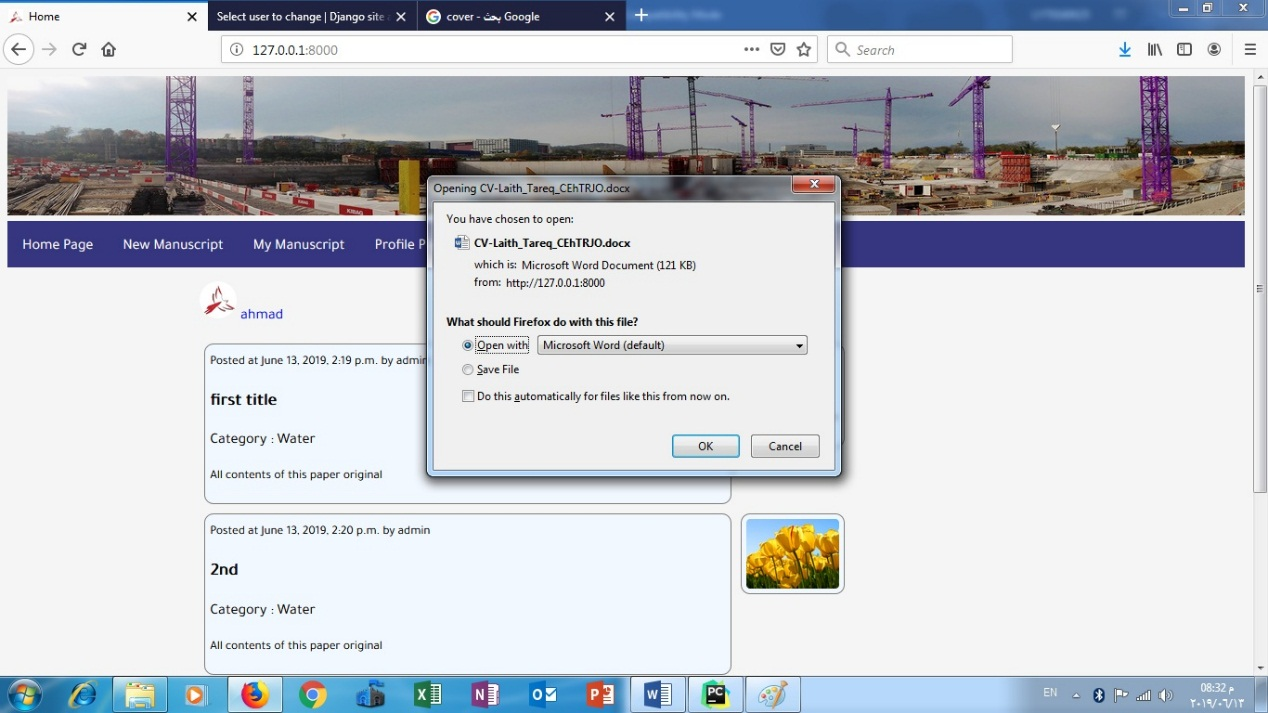 Home
Select user to change | Django site a
cover - بحث Google
127.0.0.1:8000
Search
KWAG
Opening CV-Laith_Tareq_CEhTRJO.docx
You have chosen to open:
CV-Laith_Tareq_CEhTRJO.docx
which is: Microsoft Word Document (121 KB)
from: http://127.0.0.1:8000
What should Firefox do with this file?
Open with
Microsoft Word (default)
Save File
Do this automatically for files like this from now on.
OK
Cancel
Home Page
New Manuscript
My Manuscript
Profile P
ahmad
Posted at June 13, 2019, 2:19 p.m. by admin
first title
Category : Water
All contents of this paper original
Posted at June 13, 2019, 2:20 p.m. by admin
2nd
Category : Water
All contents of this paper original
EN
08:32 م
٢٠١٩/٠٦/١٣